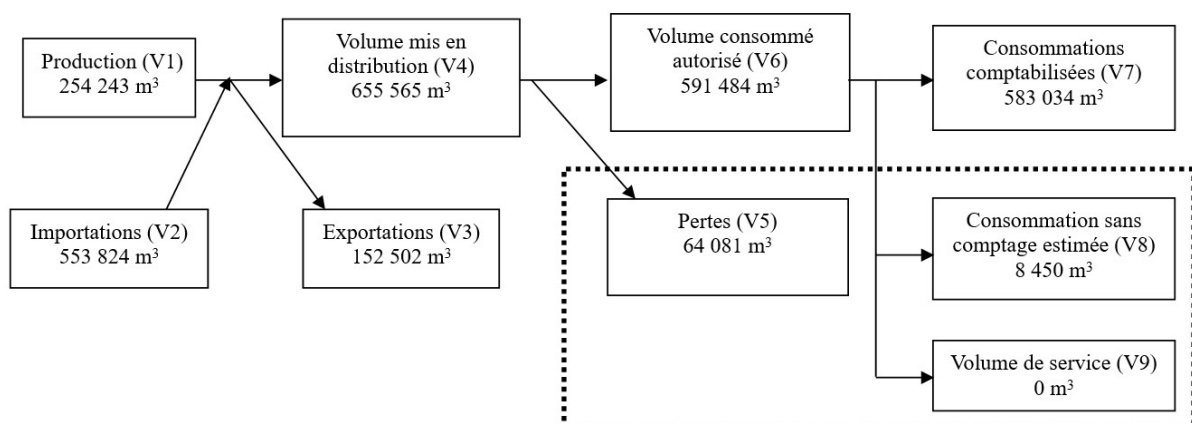 Production (V1)
254 243 m³
Volume mis en
distribution (V4)
655 565 m³
Volume consommé
autorisé (V6)
591 484 m³
Consommations
comptabilisées (V7)
583 034 m³
Importations (V2)
553 824 m³
Exportations (V3)
152 502 m³
Pertes (V5)
64 081 m³
Consommation sans
comptage estimée (V8)
8 450 m³
Volume de service (V9)
0 m³